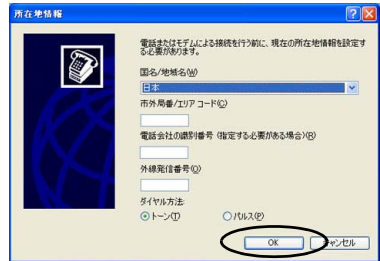 所在地情報
電話またはモデムによる接続を行う前に、現在の所在地情報を設定す
る必要があります。
国名/地域名(W)
日本
市外局番/エリア コード(C)
電話会社の識別番号 (指定する必要がある場合)(R)
外線発信番号(O)
ダイヤル方法:
トーン(T)
パルス(P)
OK
キャンセル